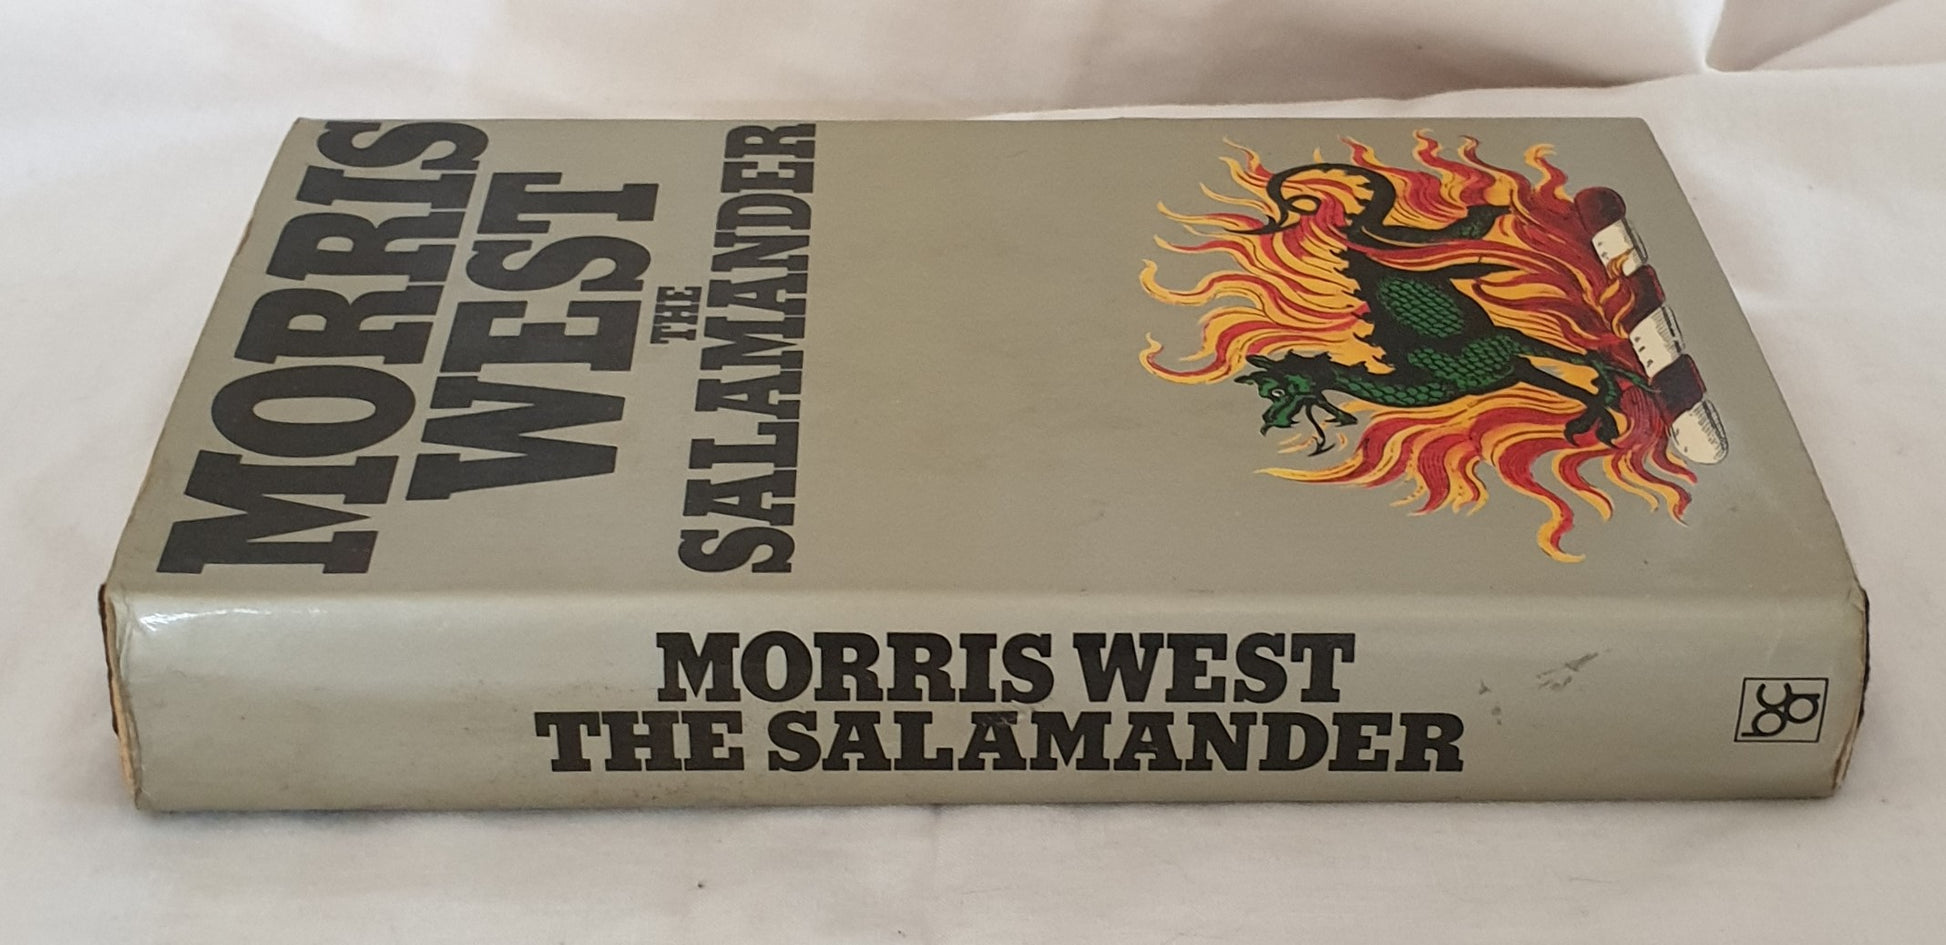 MORRIS
WEST
THE
SALAMANDER
MORRIS WEST
THE SALAMANDER